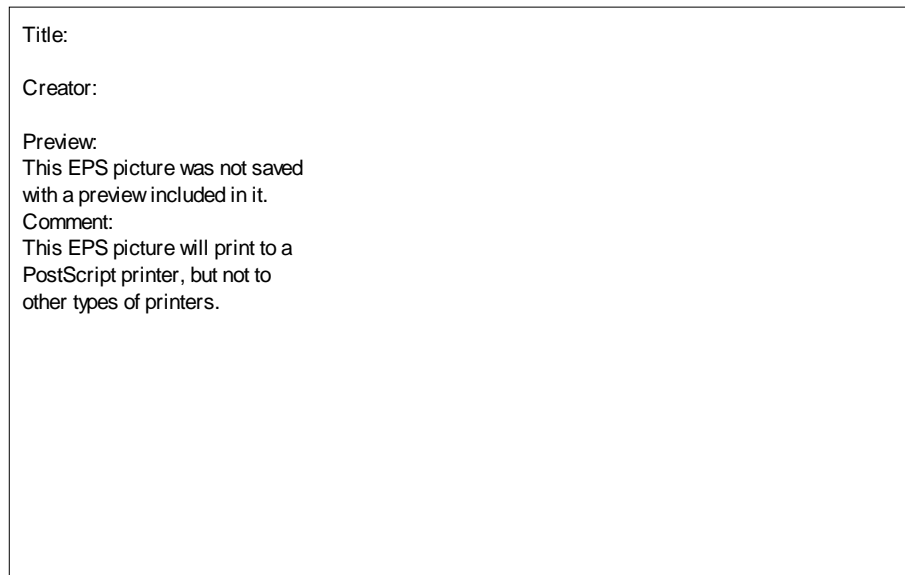 Title:
Creator:
Preview:
This EPS picture was not saved
with a preview included in it.
Comment:
This EPS picture will print to a
PostScript printer, but not to
other types of printers.